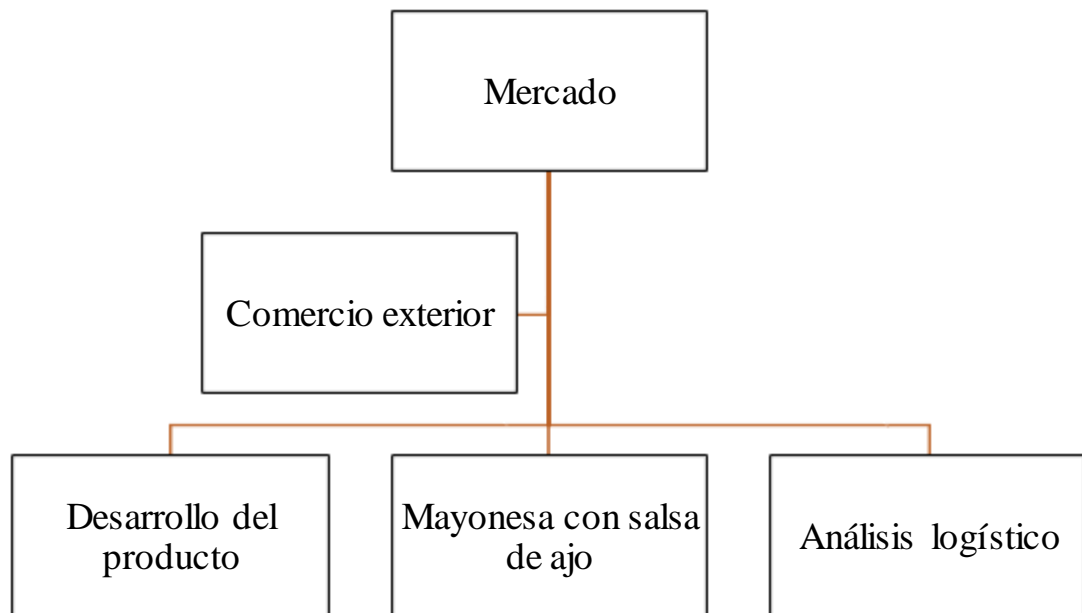 Mercado
Comercio exterior
Desarrollo del
producto
Mayonesa con salsa
de ajo
Análisis logístico